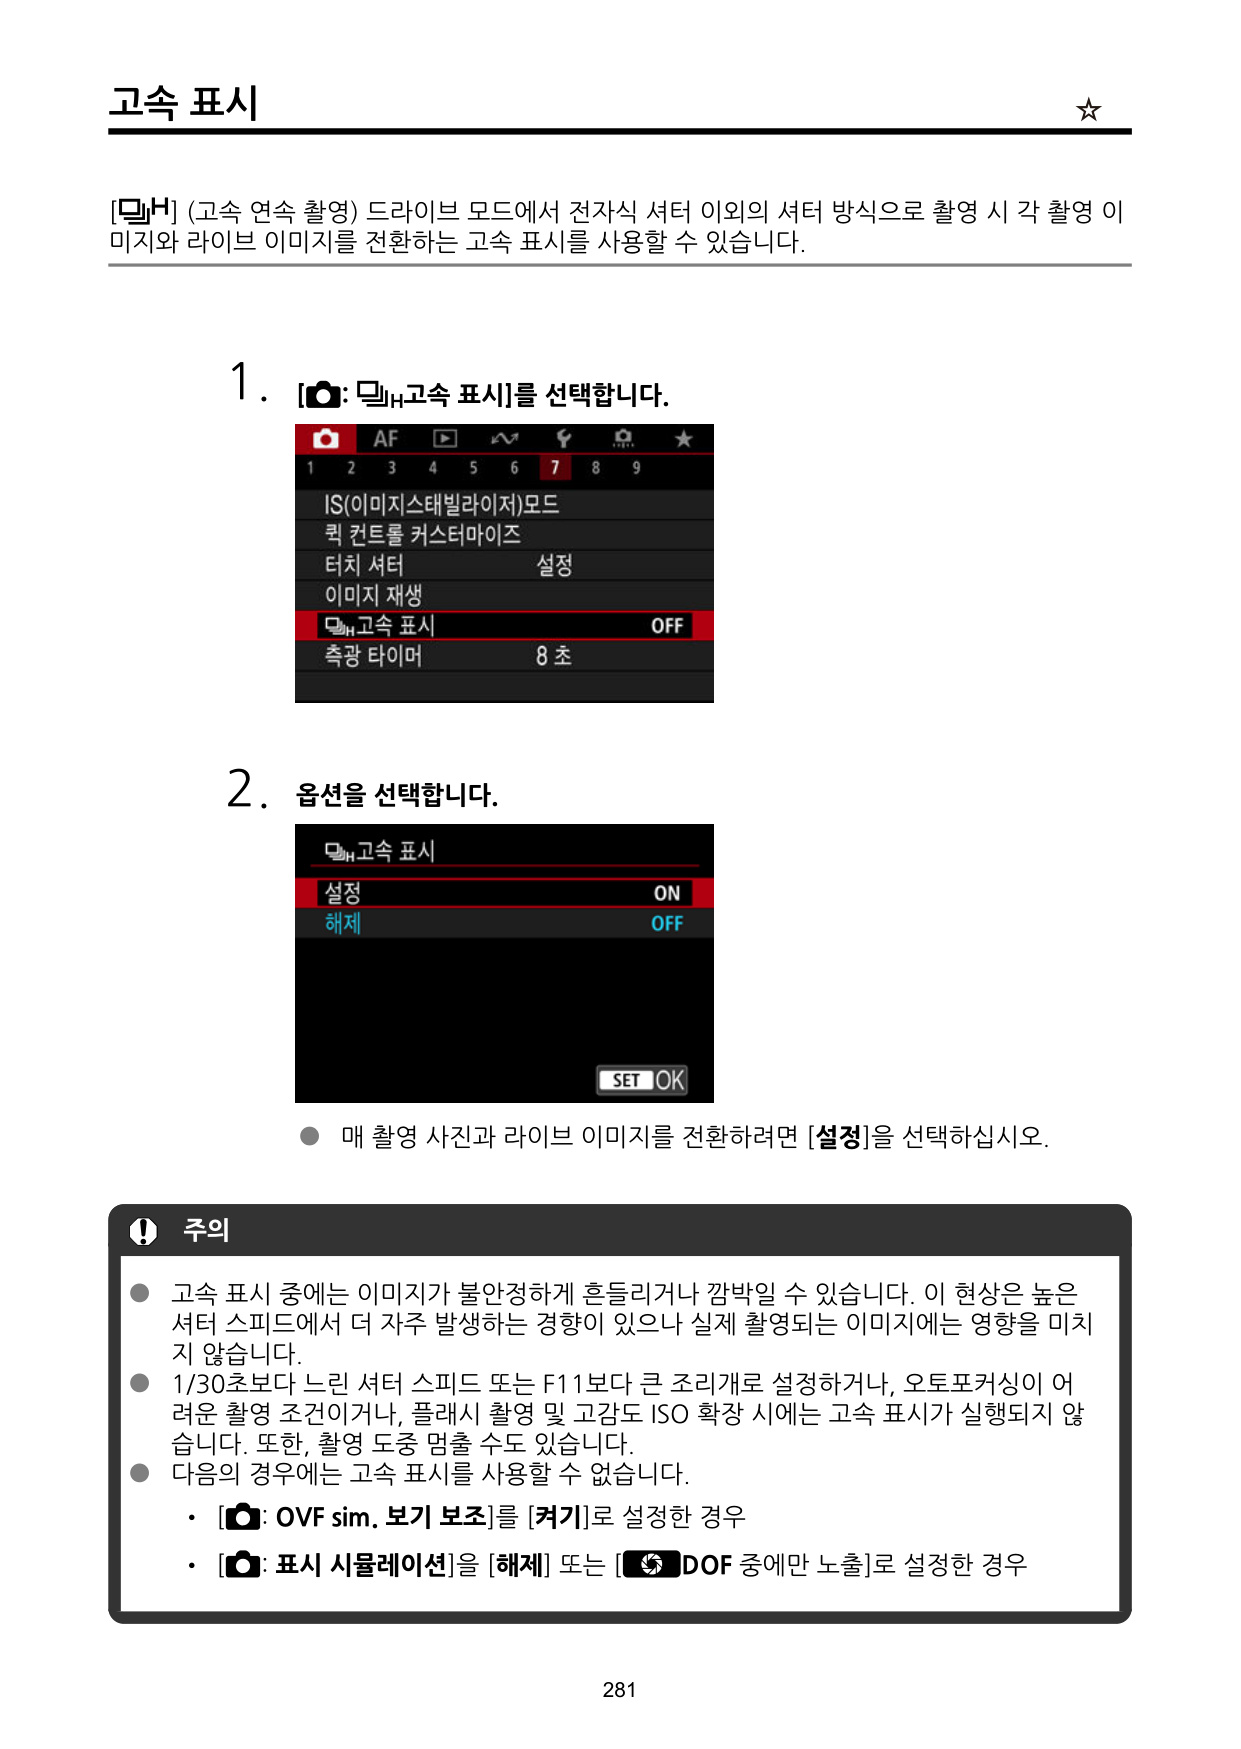 고속 표시 ☆
[H] (고속 연속 촬영) 드라이브 모드에서 전자식 셔터 이외의 셔터 방식으로 촬영 시 각 촬영 이
미지와 라이브 이미지를 전환하는 고속 표시를 사용할 수 있습니다.
1. [: H고속 표시]를 선택합니다.
AF
1 2 3 4 5 6 7 8 9
IS(이미지스태빌라이저)모드
퀵 컨트롤 커스터마이즈
터치 셔터 설정
이미지 재생
H고속 표시 OFF
측광 타이머 8 초
2. 옵션을 선택합니다.
H고속 표시
설정 ON
해제 OFF
SET OK
● 매 촬영 사진과 라이브 이미지를 전환하려면 [설정]을 선택하십시오.
주의
● 고속 표시 중에는 이미지가 불안정하게 흔들리거나 깜박일 수 있습니다. 이 현상은 높은
셔터 스피드에서 더 자주 발생하는 경향이 있으나 실제 촬영되는 이미지에는 영향을 미치
지 않습니다.
● 1/30초보다 느린 셔터 스피드 또는 F11보다 큰 조리개로 설정하거나, 오토포커싱이 어
려운 촬영 조건이거나, 플래시 촬영 및 고감도 ISO 확장 시에는 고속 표시가 실행되지 않
습니다. 또한, 촬영 도중 멈출 수도 있습니다.
● 다음의 경우에는 고속 표시를 사용할 수 없습니다.
• [: OVF sim. 보기 보조]를 [켜기]로 설정한 경우
• [: 표시 시뮬레이션]을 [해제] 또는 [DOF 중에만 노출]로 설정한 경우
281